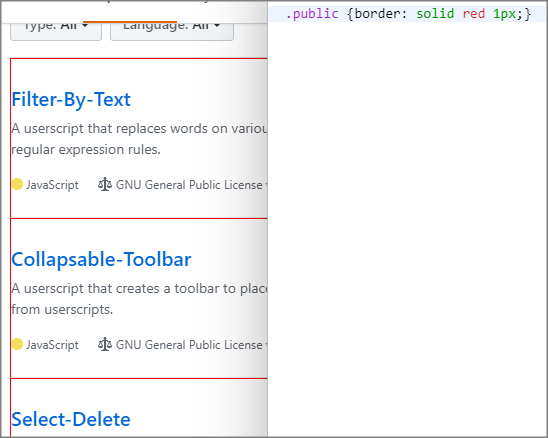 Type: All
Language: All
.public {border: solid red 1px;}
Filter-By-Text
A userscript that replaces words on variou
regular expression rules.
JavaScript GNU General Public License
Collapsable-Toolbar
A userscript that creates a toolbar to place
from userscripts.
JavaScript GNU General Public License
Select-Delete